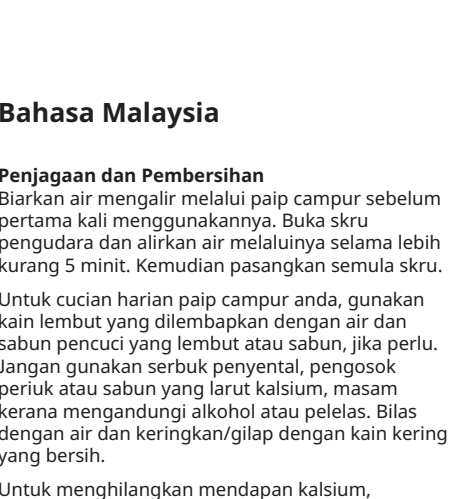 Bahasa Malaysia
Penjagaan dan Pembersihan
Biarkan air mengalir melalui paip campur sebelum
pertama kali menggunakannya. Buka skru
pengudara dan alirkan air melaluinya selama lebih
kurang 5 minit. Kemudian pasangkan semula skru.
Untuk cucian harian paip campur anda, gunakan
kain lembut yang dilembapkan dengan air dan
sabun pencuci yang lembut atau sabun, jika perlu.
Jangan gunakan serbuk penyental, pengosok
periuk atau sabun yang larut kalsium, masam
kerana mengandungi alkohol atau pelelas. Bilas
dengan air dan keringkan/gilap dengan kain kering
yang bersih.
Untuk menghilangkan mendapan kalsium,